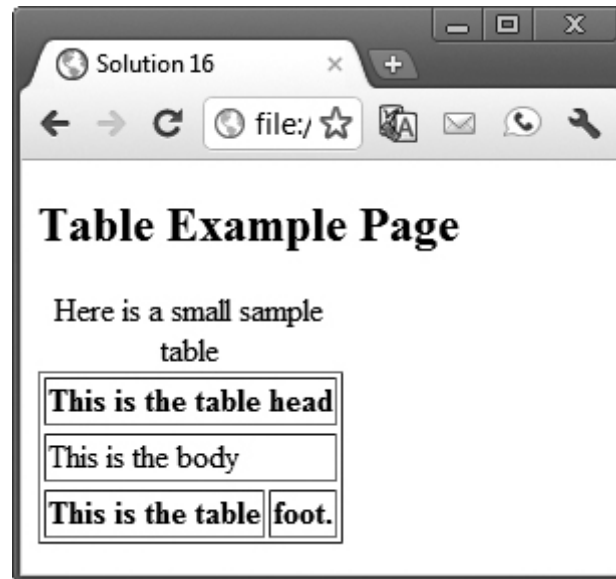 Solution 16
file:/
Table Example Page
Here is a small sample
table
This is the table head
This is the body
This is the table foot.